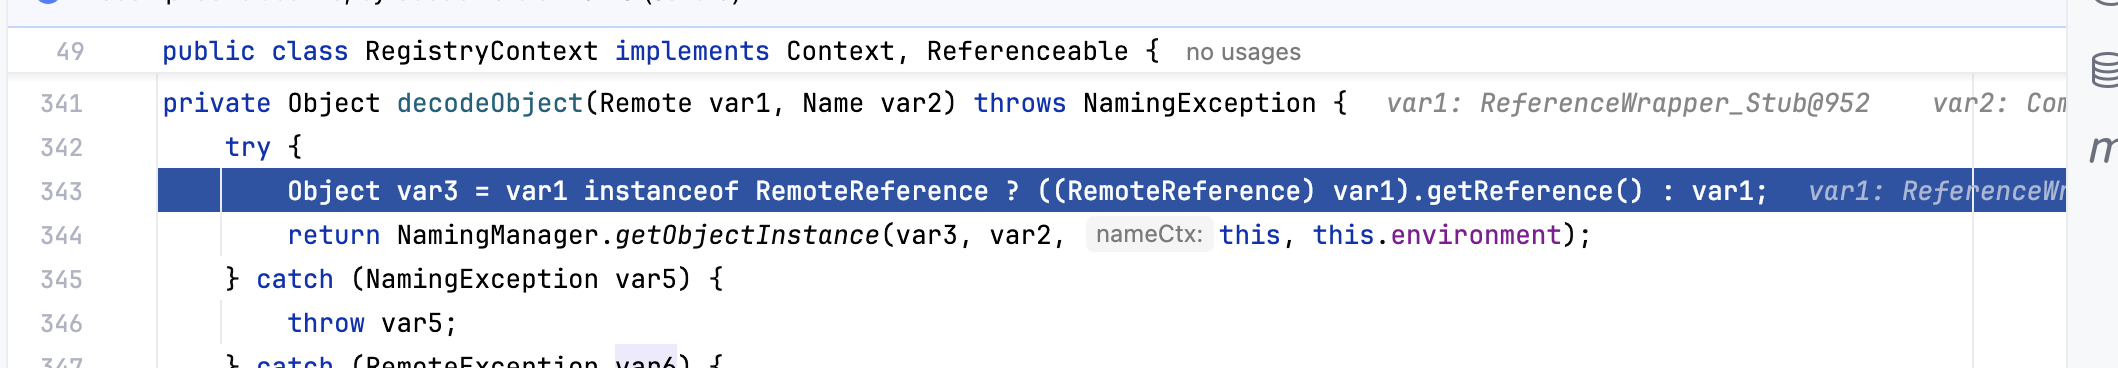 49 public class RegistryContext implements Context, Referenceable { no usages
341 private Object decodeObject(Remote var1, Name var2) throws NamingException { var1: ReferenceWrapper_Stub@952 var2: Com
342 try {
343 Object var3 = var1 instanceof RemoteReference ? ((RemoteReference) var1).getReference() : var1; var1: ReferenceWr
344 return NamingManager.getObjectInstance(var3, var2, nameCtx: this, this.environment);
345 } catch (NamingException var5) {
346 throw var5;
347 } catch (RemoteException var6) {
m